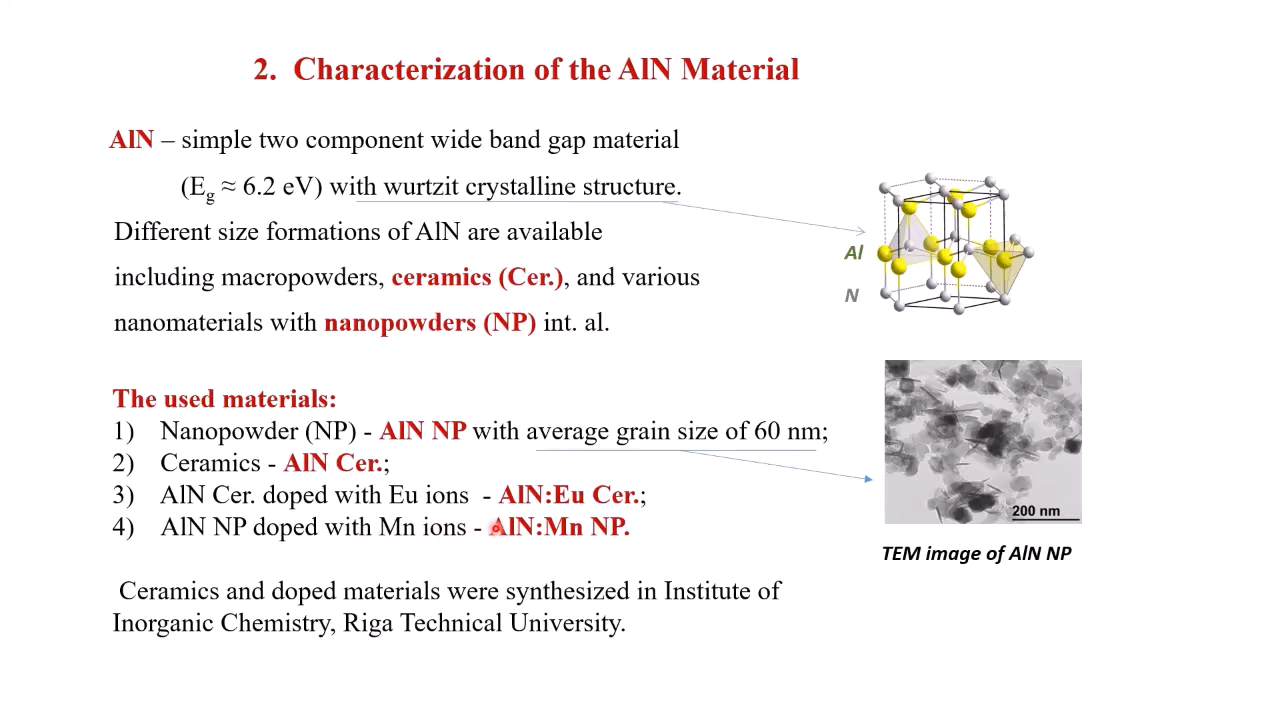 2. Characterization of the AlN Material
AlN – simple two component wide band gap material
(Eg ≈ 6.2 eV) with wurtzit crystalline structure.
Different size formations of AlN are available
including macropowders, ceramics (Cer.), and various
nanomaterials with nanopowders (NP) int. al.
Al
N
The used materials:
1) Nanopowder (NP) - AlN NP with average grain size of 60 nm;
2) Ceramics - AlN Cer.;
3) AlN Cer. doped with Eu ions - AlN:Eu Cer.;
4) AlN NP doped with Mn ions - AlN:Mn NP.
200 nm
TEM image of AlN NP
Ceramics and doped materials were synthesized in Institute of
Inorganic Chemistry, Riga Technical University.